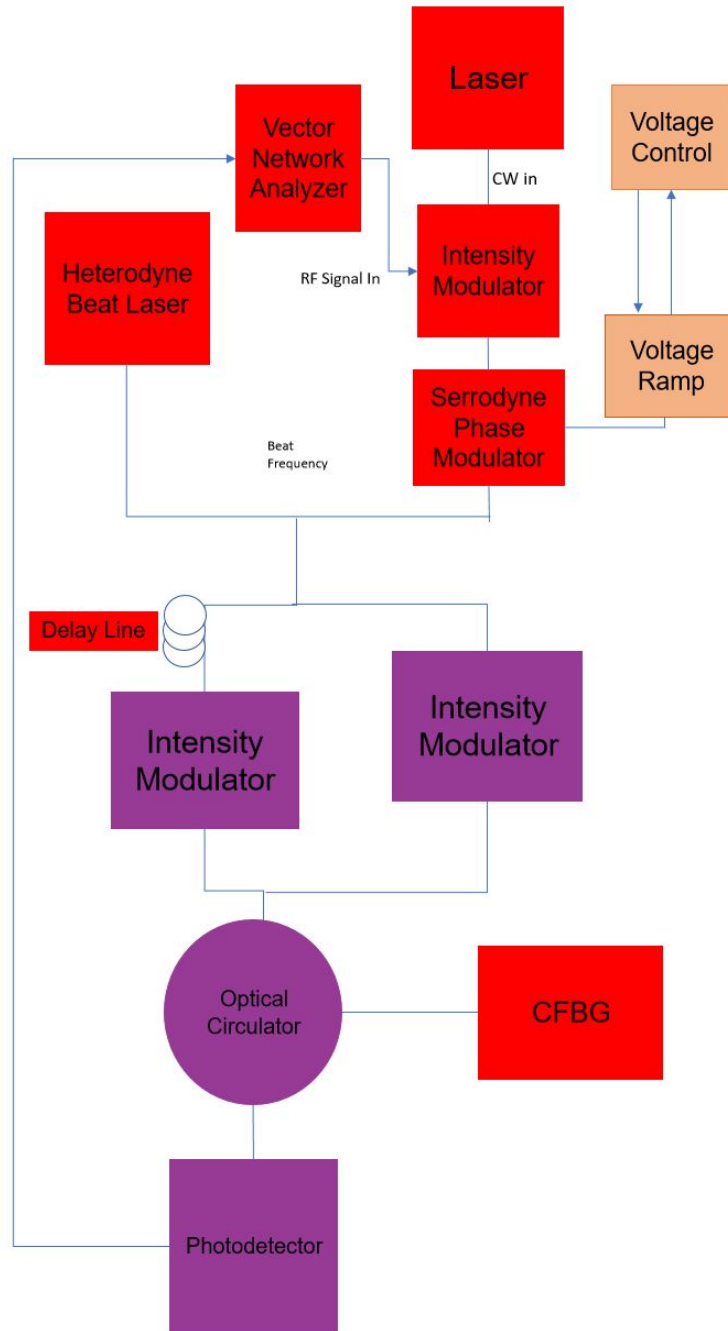 Laser
Vector
Network
Analyzer
Voltage
Control
CW in
Heterodyne
Beat Laser
RF Signal In
Intensity
Modulator
Voltage
Ramp
Serrodyne
Phase
Modulator
Beat
Frequency
Delay Line
Intensity
Modulator
Intensity
Modulator
Optical
Circulator
CFBG
Photodetector